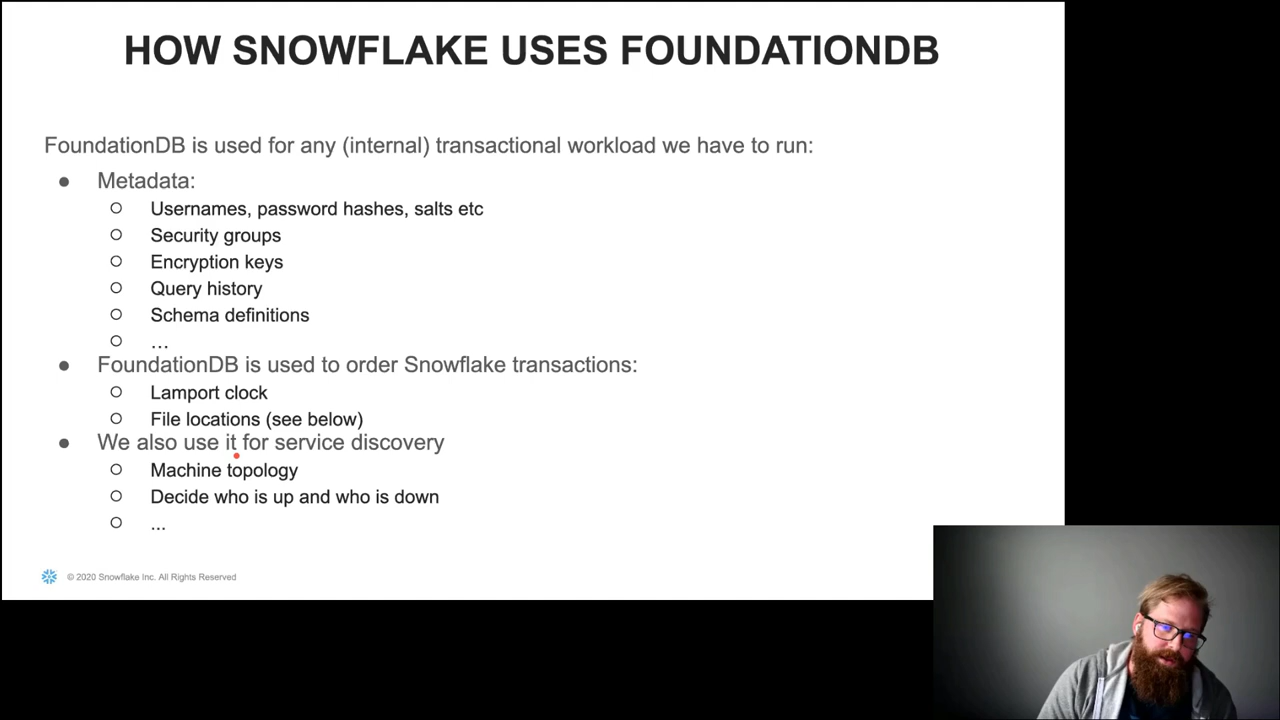 HOW SNOWFLAKE USES FOUNDATIONDB
FoundationDB is used for any (internal) transactional workload we have to run:
● Metadata:
○ Usernames, password hashes, salts etc
○ Security groups
○ Encryption keys
○ Query history
○ Schema definitions
○ …
● FoundationDB is used to order Snowflake transactions:
○ Lamport clock
○ File locations (see below)
● We also use it for service discovery
○ Machine topology
○ Decide who is up and who is down
○ ...
© 2020 Snowflake Inc. All Rights Reserved